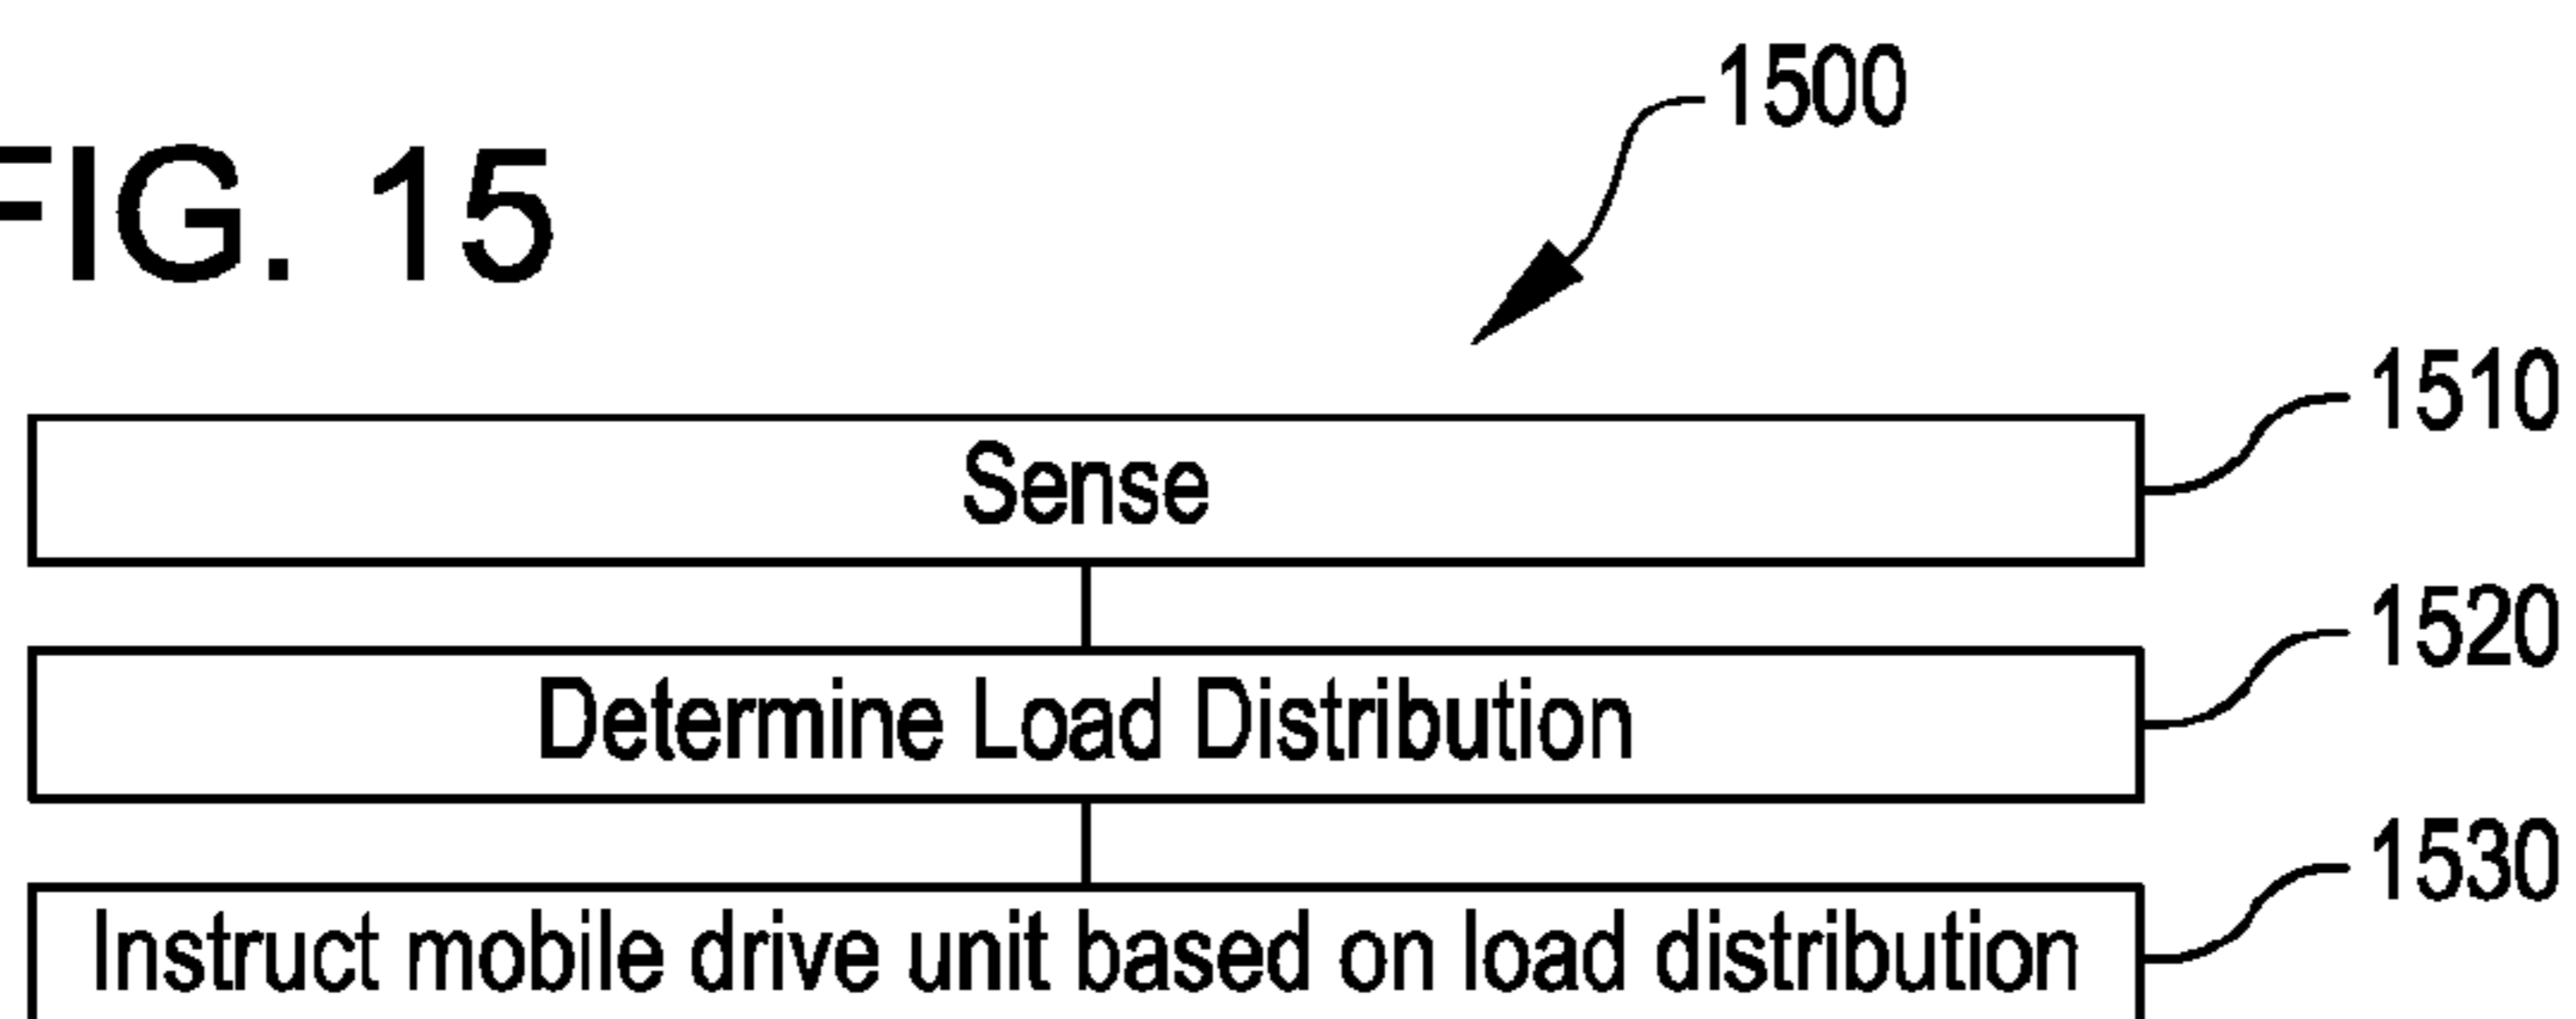 1500
FIG. 15
1510
Sense
1520
Determine Load Distribution
1530
Instruct mobile drive unit based on load distribution